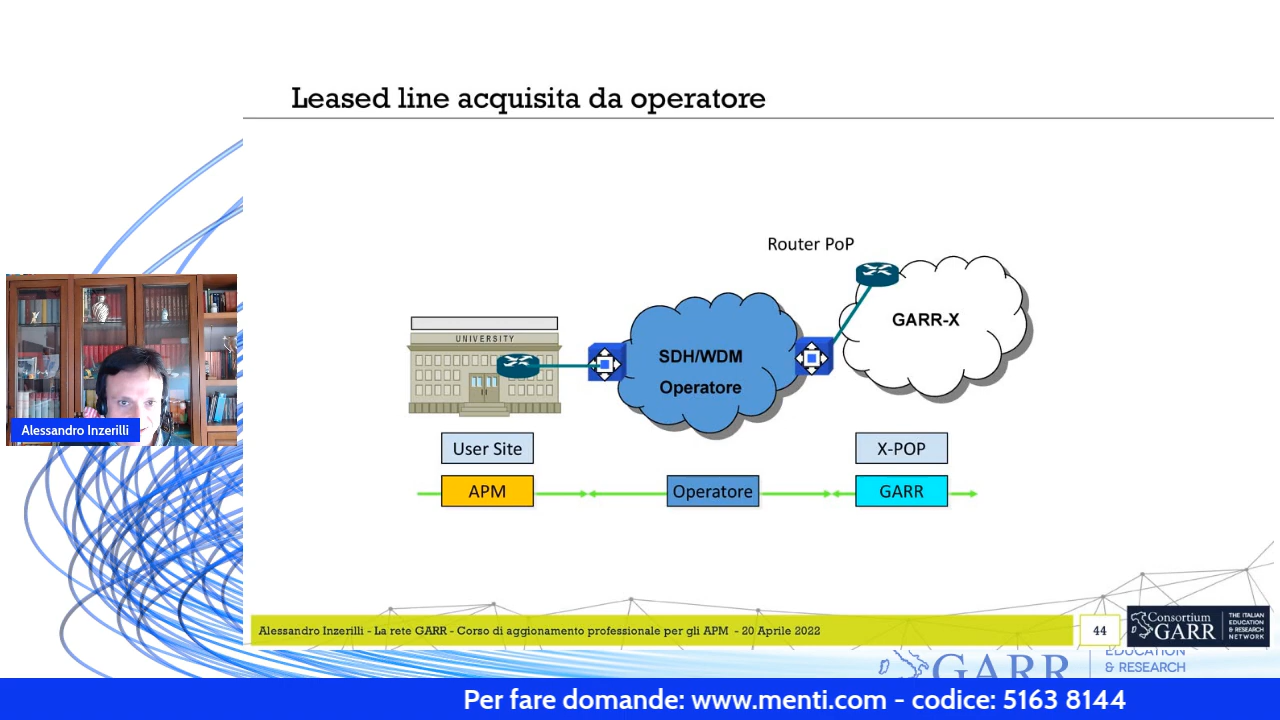 Leased line acquisita da operatore
Router PoP
GARR-X
UNIVERSITY
SDH/WDM
Operatore
Alessandro Inzerilli
User Site
X-POP
APM
Operatore
GARR
Alessandro Inzerilli - La rete GARR - Corso di aggionamento professionale per gli APM - 20 Aprile 2022
44
Consortium
GARR
THE ITALIAN
EDUCATION
& RESEARCH
NETWORK
GARR
EDUCATION
& RESEARCH
Per fare domande: www.menti.com - codice: 5163 8144